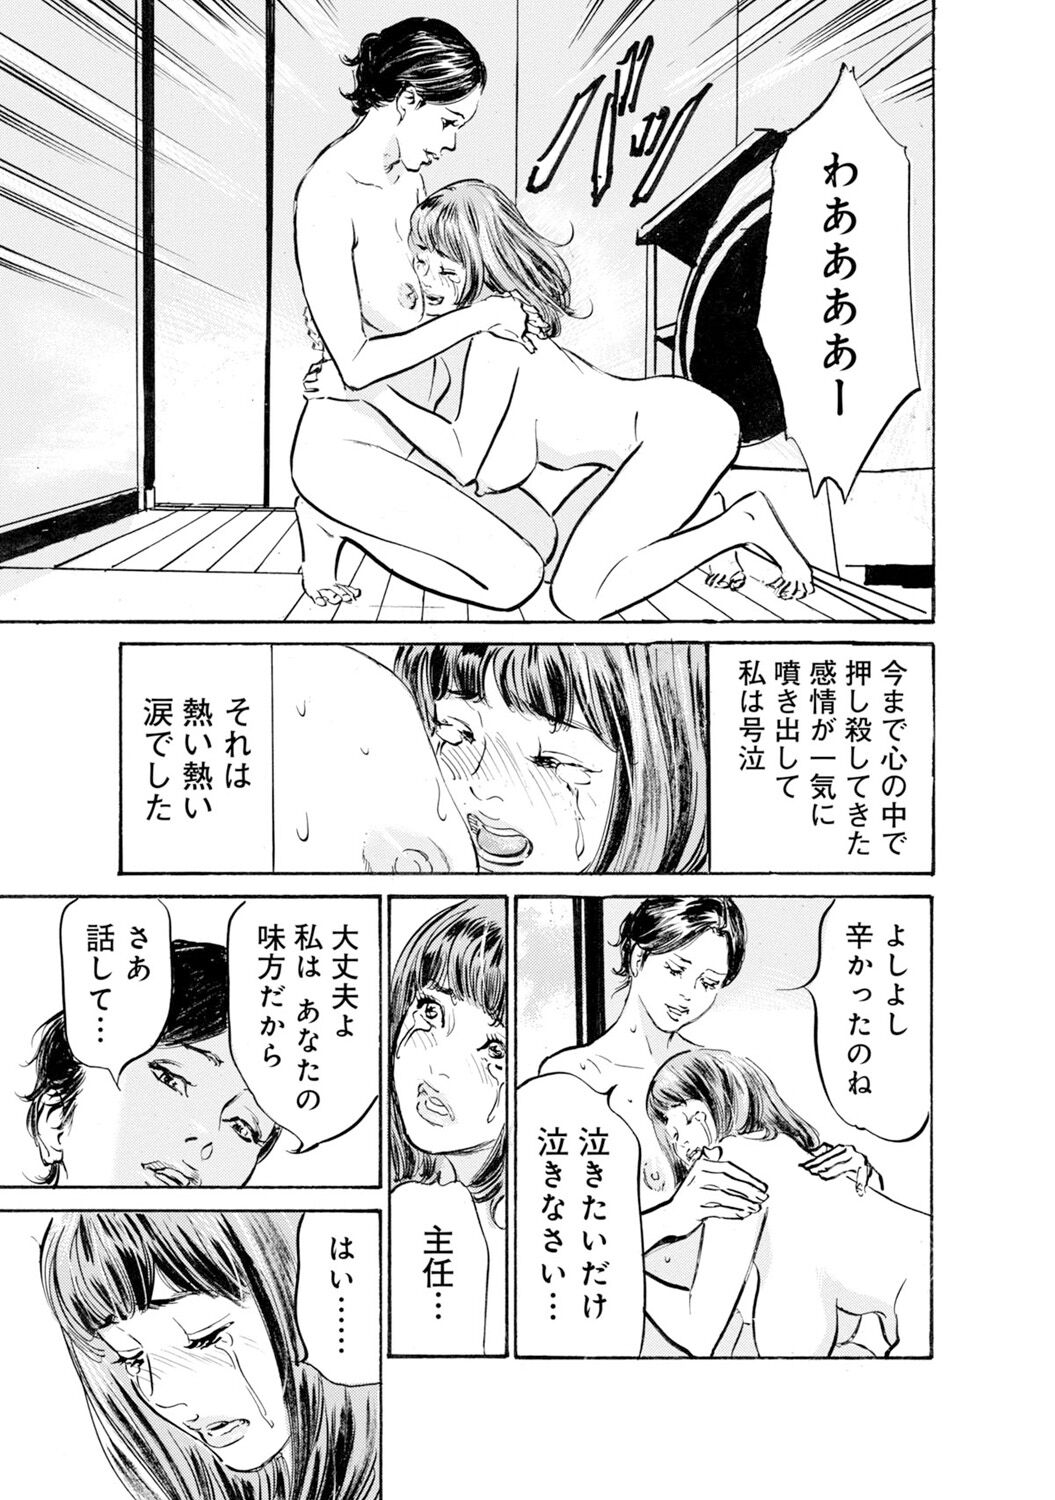 わああああー
バッ
今まで心の中で
押し殺してきた
感情が一気に
噴き出して
私は号泣
それは
熱い熱い
涙でした
よしよし
辛かったのね
泣きたいだけ
泣きなさい…
主任…
大丈夫よ
私は あなたの
味方だから
さあ
話して…
はい……